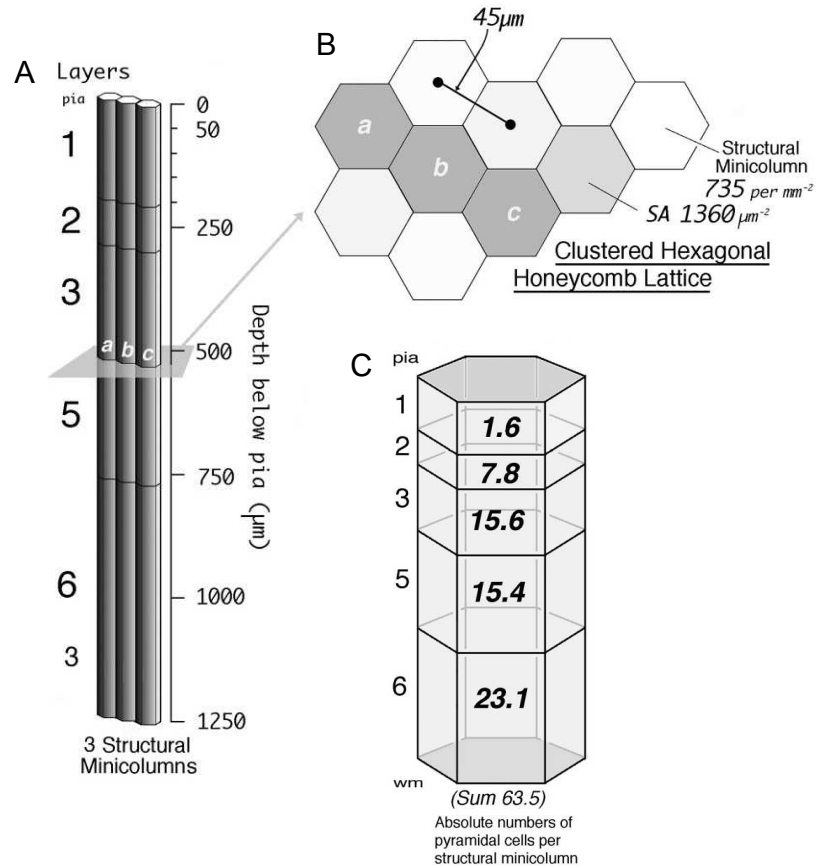 A
Layers
pia
1
2
3
5
6
3
0
50
250
500
750
1000
1250
Depth below pia (µm)
a b c
3 Structural
Minicolumns
B
45µm
a
b
c
Structural
Minicolumn
735 per mm⁻²
SA 1360 µm⁻²
Clustered Hexagonal
Honeycomb Lattice
C
pia
1
1.6
2
7.8
3
15.6
5
15.4
6
23.1
wm
(Sum 63.5)
Absolute numbers of
pyramidal cells per
structural minicolumn